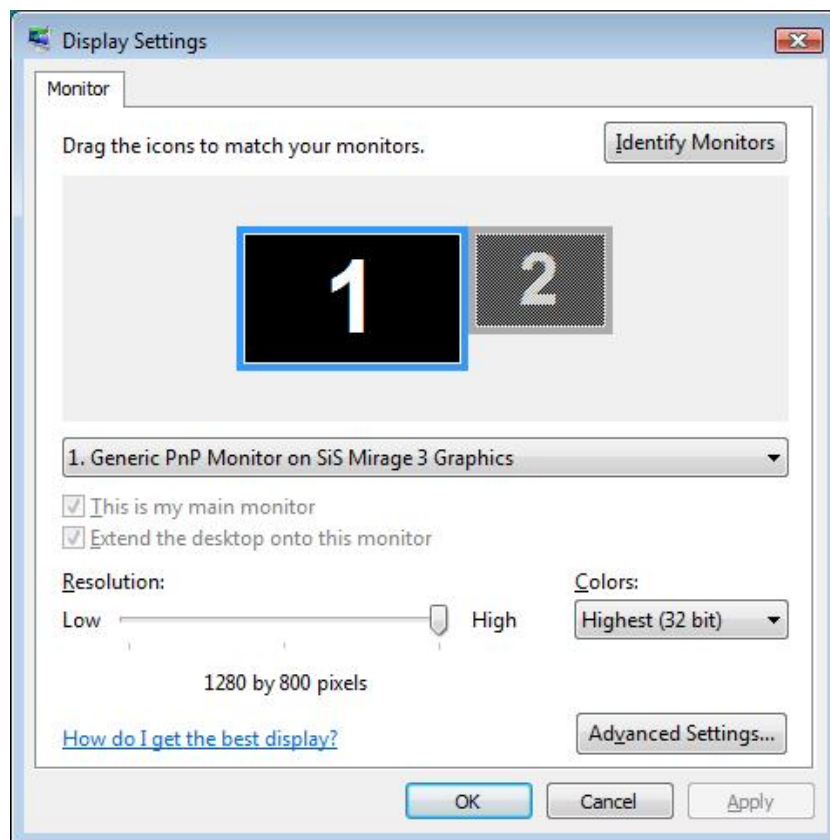 Display Settings
Monitor
Drag the icons to match your monitors.
Identify Monitors
1
2
1. Generic PnP Monitor on SiS Mirage 3 Graphics
This is my main monitor
Extend the desktop onto this monitor
Resolution:
Colors:
Low
High
Highest (32 bit)
1280 by 800 pixels
How do I get the best display?
Advanced Settings...
OK
Cancel
Apply